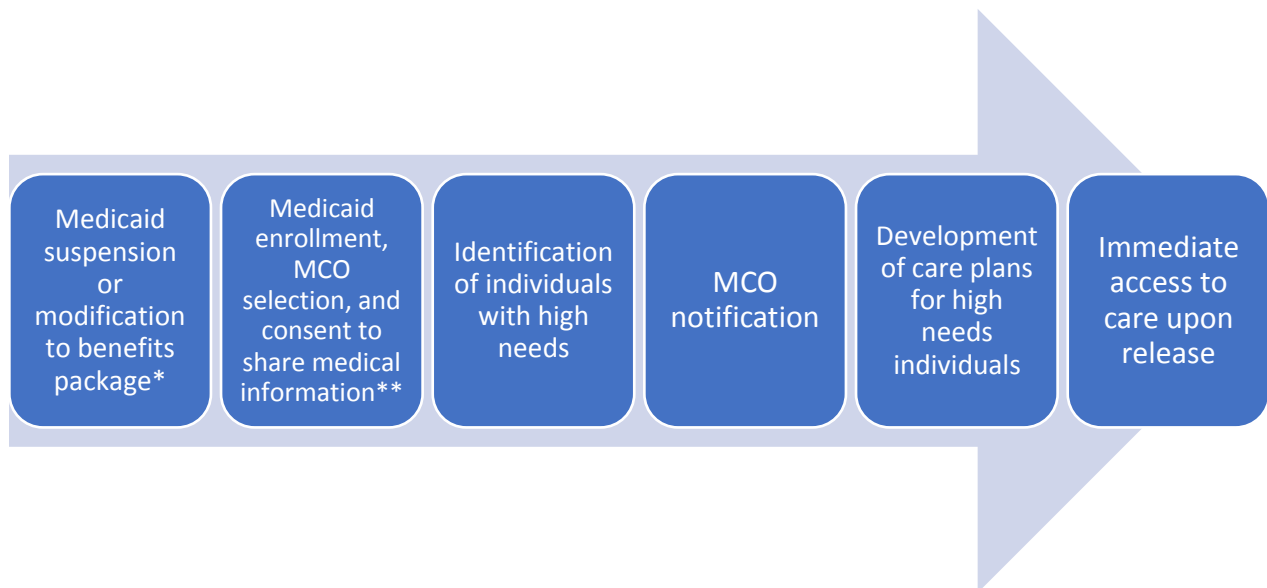 Medicaid
suspension
or
modification
to benefits
package*
Medicaid
enrollment,
MCO
selection, and
consent to
share medical
information**
Identification
of individuals
with high
needs
MCO
notification
Development
of care plans
for high
needs
individuals
Immediate
access to
care upon
release